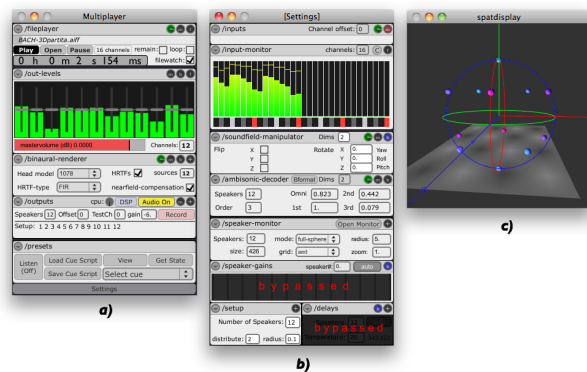 Multiplayer
/fileplayer
BACH-3Dpartita.aiff
Play Open Pause 16 channels remain: loop:
0 h 0 m 2 s 154 ms filewatch:
/out-levels
mastervolume (dB) 0.0000 Channels: 12
/binaural-renderer
Head model 1078 HRTFs sources 12
HRTF-type FIR nearfield-compensation
/outputs cpu: DSP Audio On
Speakers 12 Offset 0 TestCh 0 gain -6. Record
Setup: 1 2 3 4 5 6 7 8 9 10 11 12
/presets
Listen (Off) Load Cue Script View Get State
Save Cue Script Select cue
Settings
a)
[Settings]
/inputs Channel offset: 0
/input-monitor channels: 16 C i
/soundfield-manipulator Dims 2
Flip X Rotate X 0. Yaw
Y Y 0. Roll
Z Z 0. Pitch
/ambisonic-decoder Bformat Dims 2
Speakers 12 Omni 0.823 2nd 0.442
Order 3 1st 1. 3rd 0.079
/speaker-monitor Open Monitor
Speakers: 12 mode: full-sphere radius: 5.
size: 426 grid: wed zoom: 1.
/speaker-gains speaker#: 0. auto
bypassed
/setup
Number of Speakers: 12
distribute: 2 radius: 0.1
/delays
bypassed
b)
spatdisplay
c)